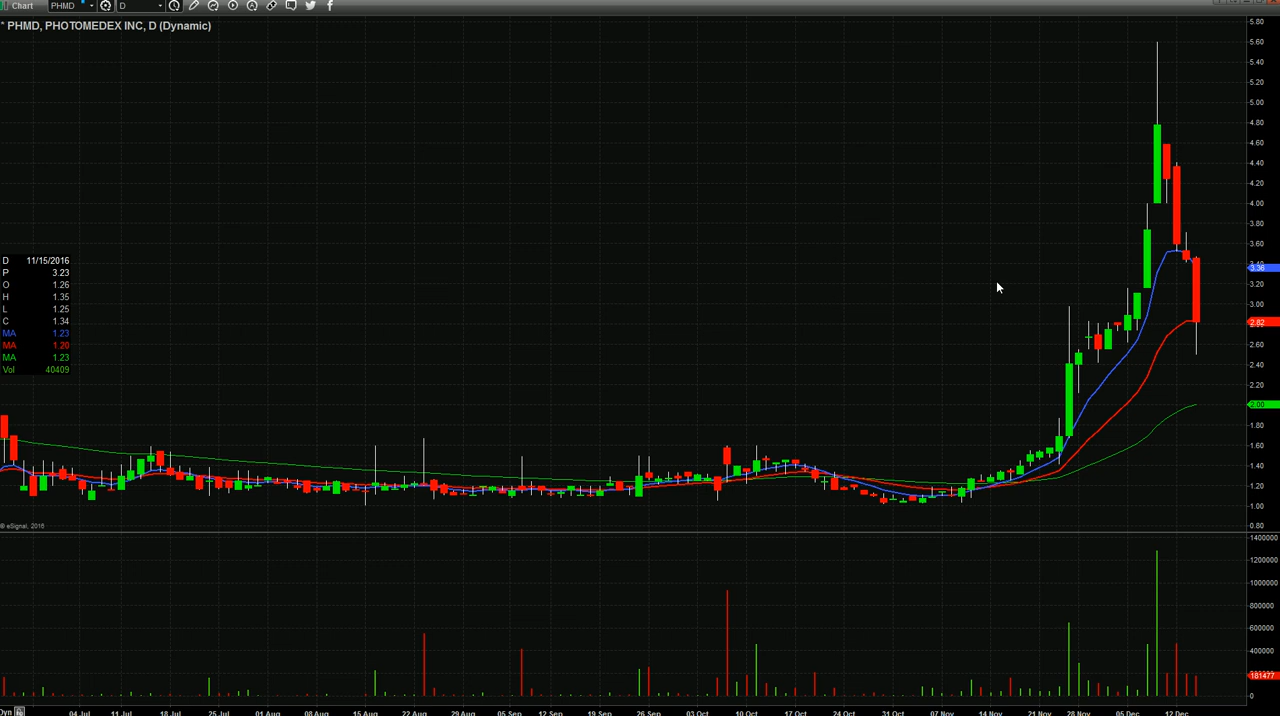 Chart PHMD D
* PHMD, PHOTOMEDEX INC, D (Dynamic)
5.80
5.60
5.40
5.20
5.00
4.80
4.60
4.40
4.20
4.00
3.80
3.60
3.36
3.20
3.00
2.82
2.60
2.40
2.20
2.00
1.80
1.60
1.40
1.20
1.00
0.80
D 11/15/2016
P 3.23
O 1.26
H 1.35
L 1.25
C 1.34
MA 1.23
MA 1.20
MA 1.23
Vol 40409
© eSignal, 2016
1400000
1200000
1000000
800000
600000
400000
181477
0
Dyn 04 Jul 11 Jul 18 Jul 25 Jul 01 Aug 08 Aug 15 Aug 22 Aug 29 Aug 05 Sep 12 Sep 19 Sep 26 Sep 03 Oct 10 Oct 17 Oct 24 Oct 31 Oct 07 Nov 14 Nov 21 Nov 28 Nov 05 Dec 12 Dec